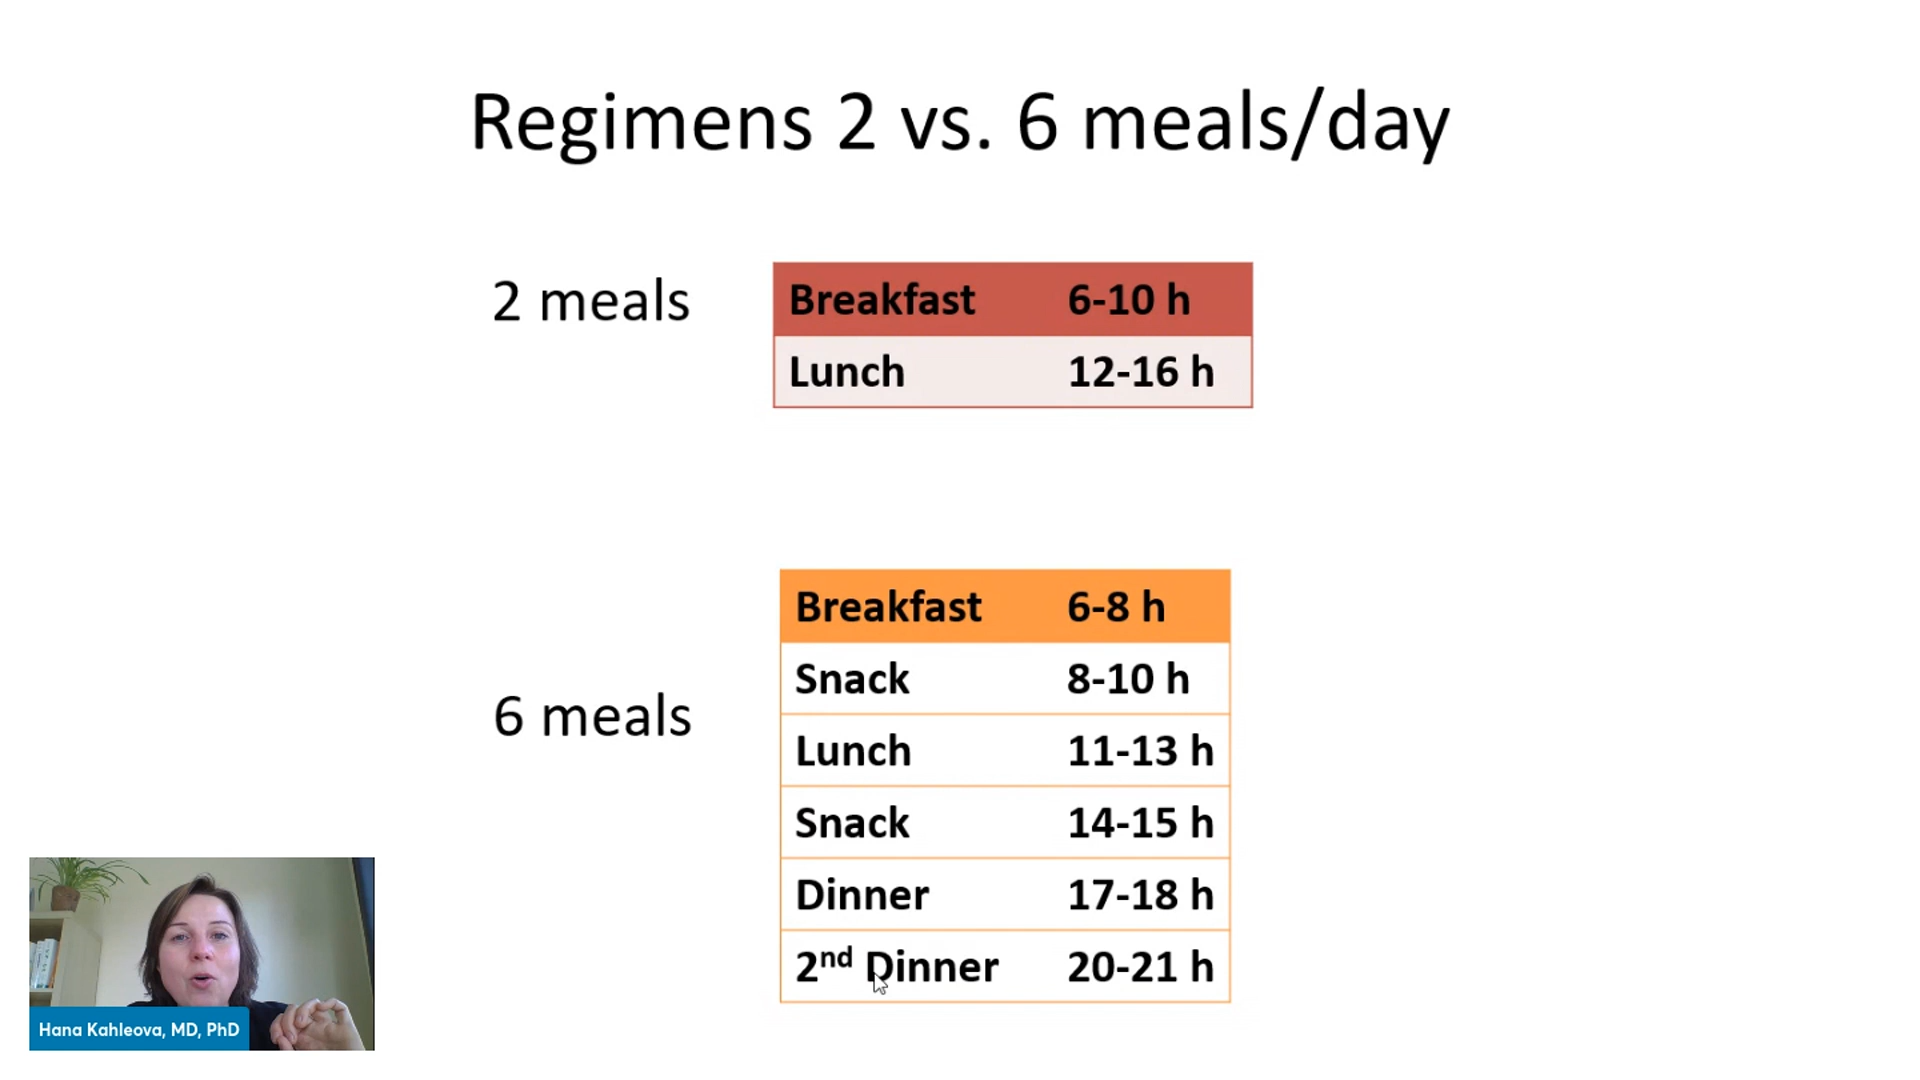 Regimens 2 vs. 6 meals/day
2 meals
Breakfast 6-10 h
Lunch 12-16 h
6 meals
Breakfast 6-8 h
Snack 8-10 h
Lunch 11-13 h
Snack 14-15 h
Dinner 17-18 h
2nd Dinner 20-21 h
Hana Kahleova, MD, PhD